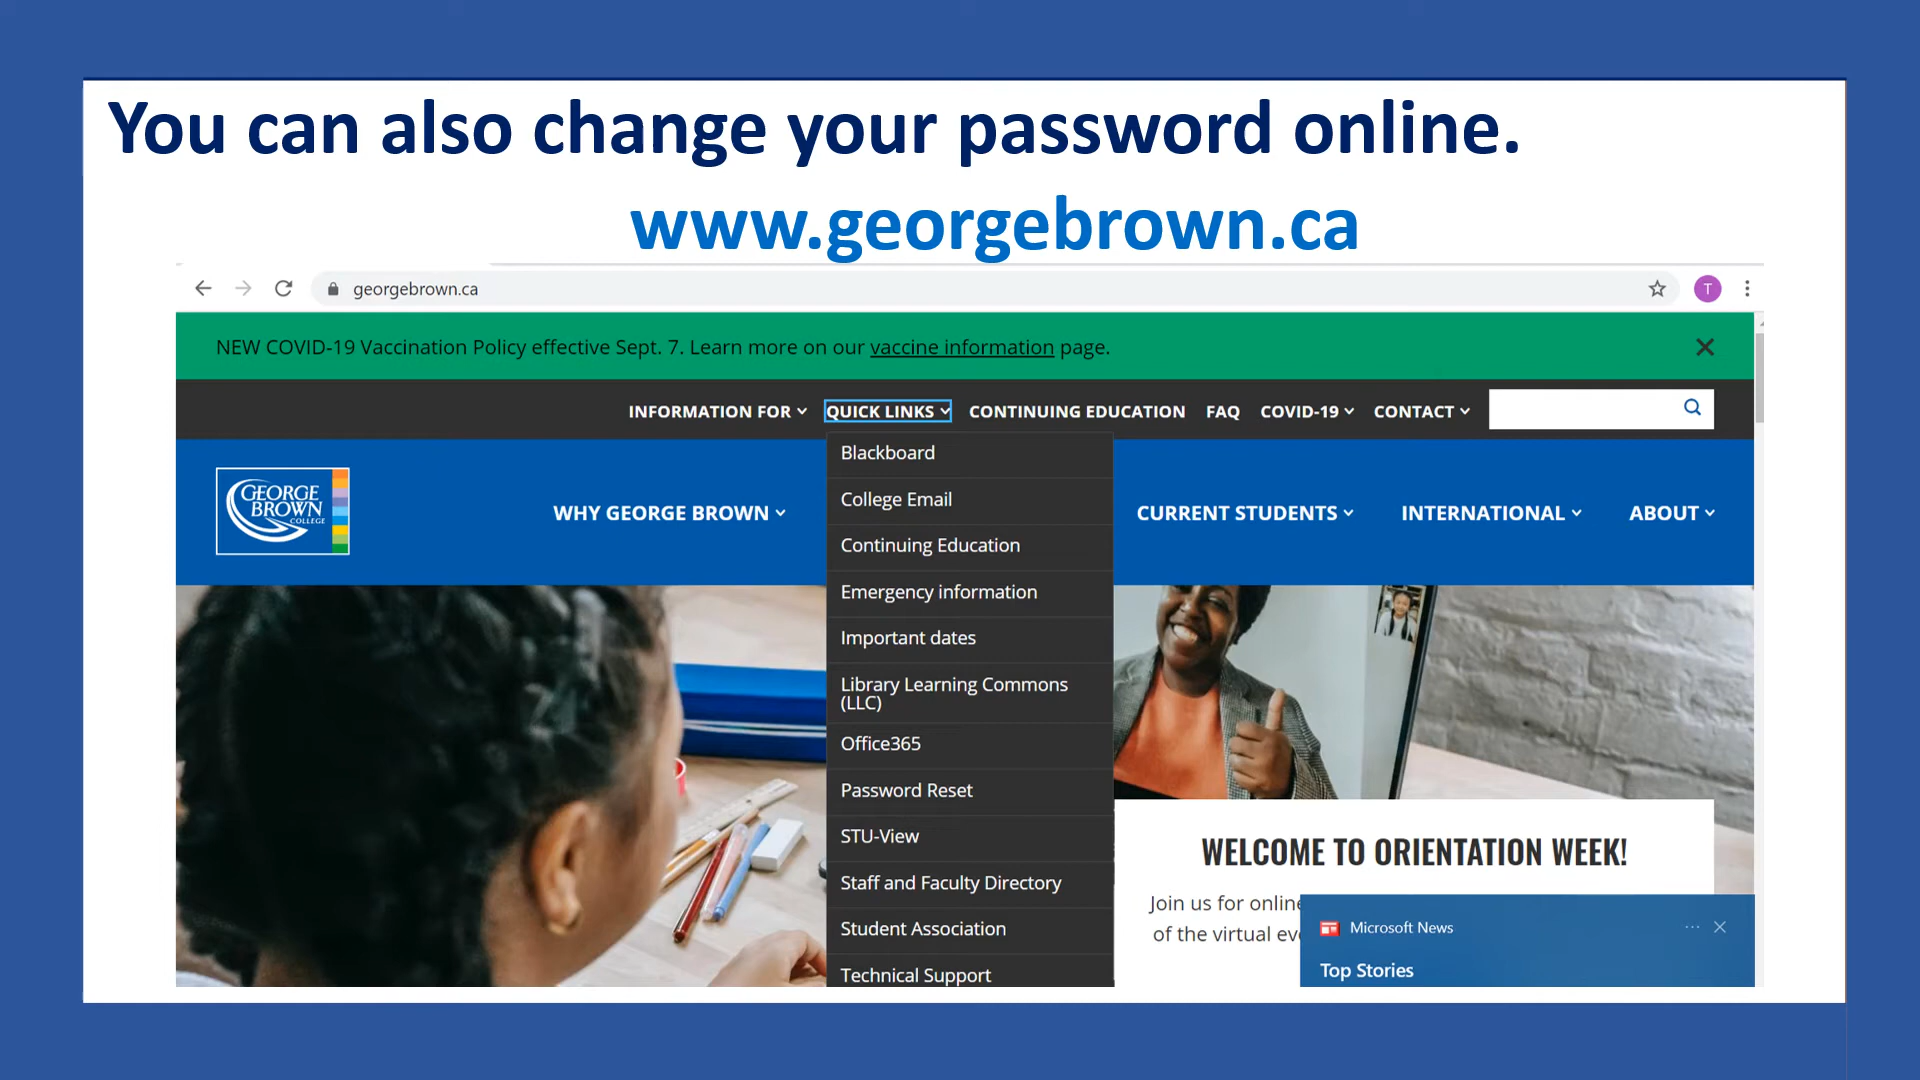 You can also change your password online.
www.georgebrown.ca
georgebrown.ca
T
NEW COVID-19 Vaccination Policy effective Sept. 7. Learn more on our vaccine information page.
INFORMATION FOR QUICK LINKS CONTINUING EDUCATION FAQ COVID-19 CONTACT
Blackboard
College Email
Continuing Education
Emergency information
Important dates
Library Learning Commons
(LLC)
Office365
Password Reset
STU-View
Staff and Faculty Directory
Student Association
Technical Support
GEORGE
BROWN
COLLEGE
WHY GEORGE BROWN CURRENT STUDENTS INTERNATIONAL ABOUT
WELCOME TO ORIENTATION WEEK!
Join us for online
of the virtual
Microsoft News
Top Stories